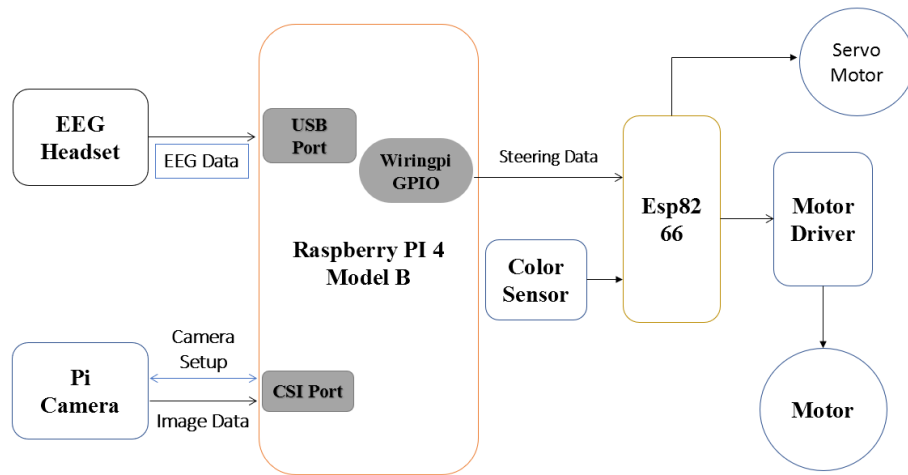 EEG
Headset
EEG Data
USB
Port
Wiringpi
GPIO
Raspberry PI 4
Model B
Pi
Camera
Camera
Setup
Image Data
CSI Port
Steering Data
Color
Sensor
Esp82
66
Servo
Motor
Motor
Driver
Motor